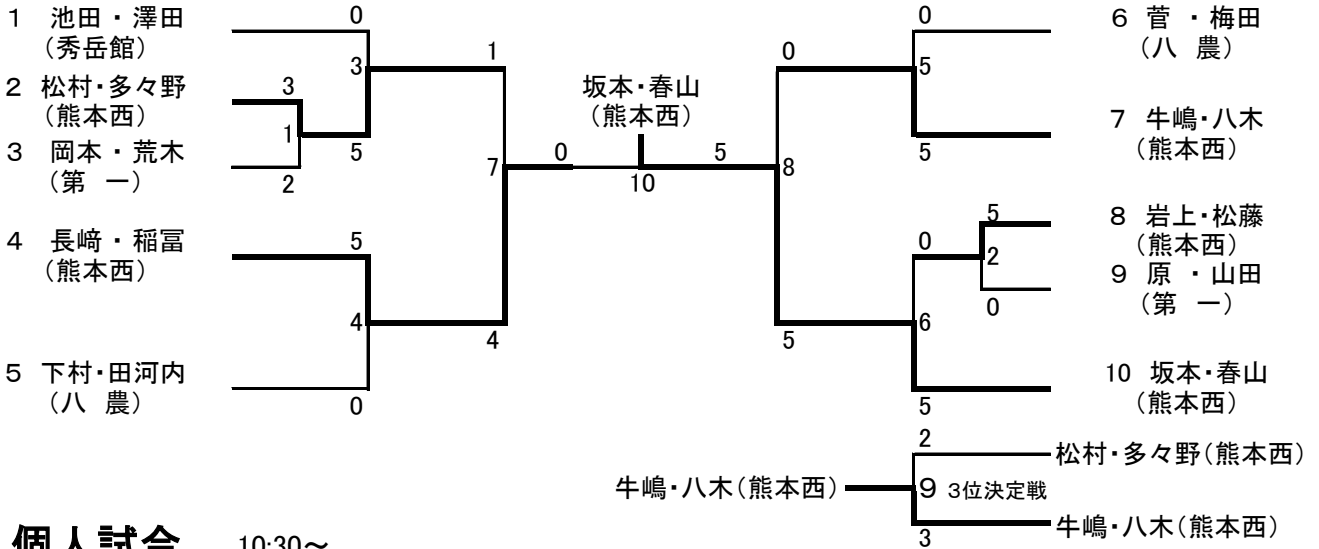 1 池田・澤田
(秀岳館)
2 松村・多々野
(熊本西)
3 岡本・荒木
(第 一)
4 長﨑・稲冨
(熊本西)
5 下村・田河内
(八 農)
0
3
3
1
5
2
5
4
0
1
7
4
0
坂本・春山
(熊本西)
10
5
0
8
5
0
5
5
0
5
2
0
6
5
6 菅 ・梅田
(八 農)
7 牛嶋・八木
(熊本西)
8 岩上・松藤
(熊本西)
9 原 ・山田
(第 一)
10 坂本・春山
(熊本西)
2
松村・多々野(熊本西)
牛嶋・八木(熊本西)
9 3位決定戦
牛嶋・八木(熊本西)
3
個人試合 10:30~